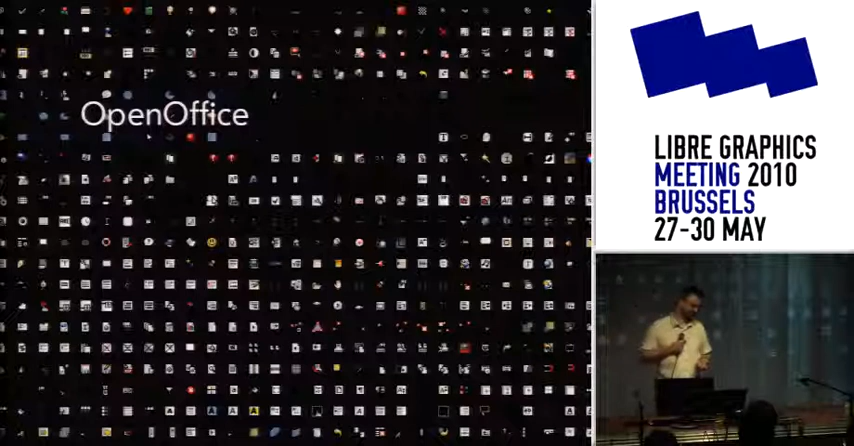 OpenOffice
LIBRE GRAPHICS
MEETING 2010
BRUSSELS
27-30 MAY